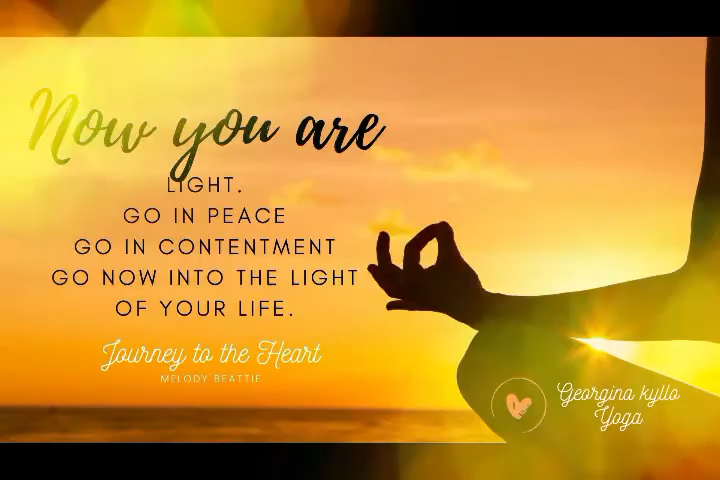 Now you are
LIGHT.
GO IN PEACE
GO IN CONTENTMENT
GO NOW INTO THE LIGHT
OF YOUR LIFE.
Journey to the Heart
MELODY BEATTIE
Georgina kyllo
Yoga